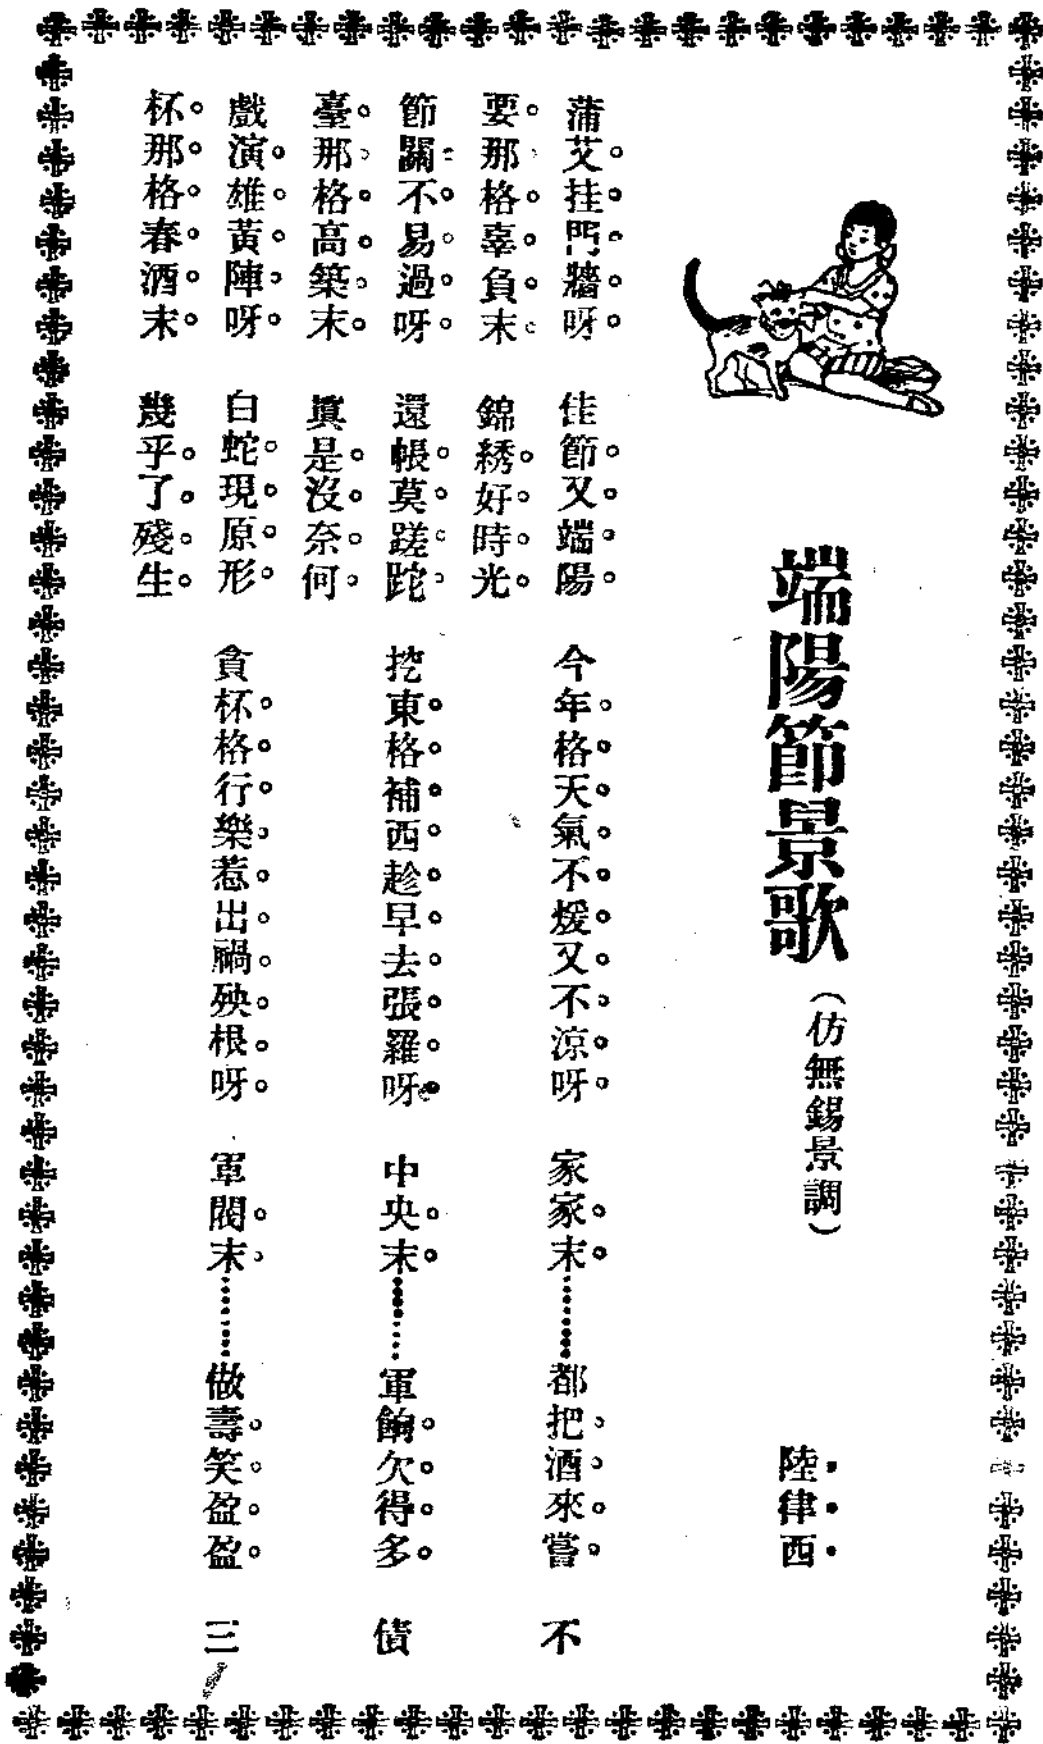 端陽節景歌（仿無錫景調）　陸律西
蒲艾挂門牆呀　佳節又端陽　今年格天氣不煖又不涼呀　家家末………都把酒來嘗　不
要那格辜負末　錦綉好時光
節關不易過呀　還帳莫蹉跎　挖東格補西趁早去張羅呀　中央末………軍餉欠得多　債
臺那格高築末　眞是沒奈何
戲演雄黃陣呀　白蛇現原形　貪杯格行樂惹出禍殃根呀　軍閥末………做壽笑盈盈　三
杯那格春酒末　幾乎了殘生